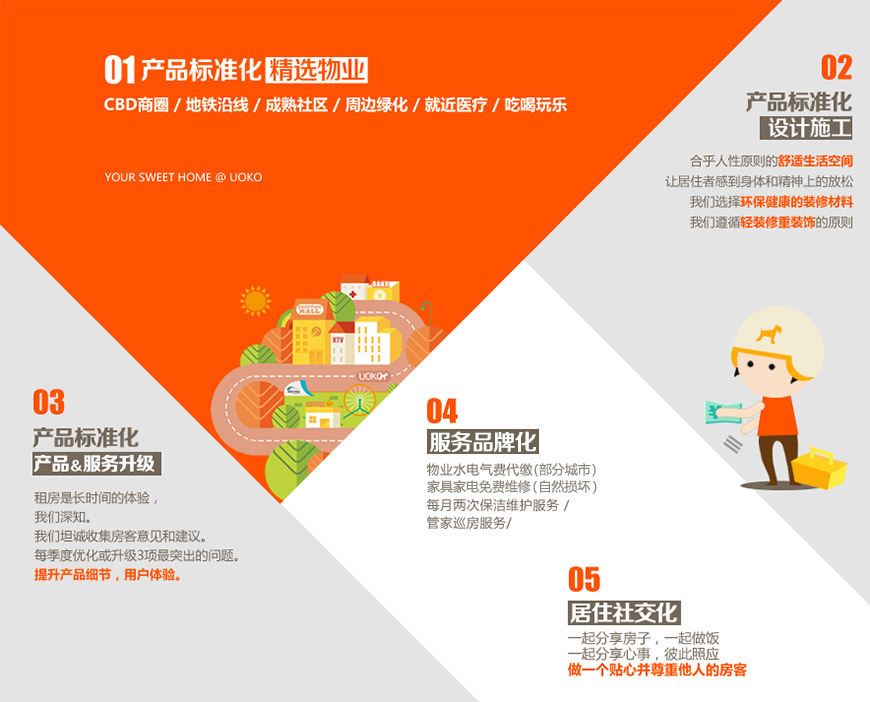 01 产品标准化 精选物业
CBD商圈 / 地铁沿线 / 成熟社区 / 周边绿化 / 就近医疗 / 吃喝玩乐
YOUR SWEET HOME @ UOKO
02
产品标准化
设计施工
合乎人性原则的舒适生活空间
让居住者感到身体和精神上的放松
我们选择环保健康的装修材料
我们遵循轻装修重装饰的原则
BANK
MALL
KTV
UOKO
03
产品标准化
产品&服务升级
租房是长时间的体验，
我们深知。
我们坦诚收集房客意见和建议。
每季度优化或升级3项最突出的问题。
提升产品细节，用户体验。
04
服务品牌化
物业水电气费代缴(部分城市)
家具家电免费维修(自然损坏)
每月两次保洁维护服务 /
管家巡房服务/
05
居住社交化
一起分享房子，一起做饭
一起分享心事，彼此照应
做一个贴心并尊重他人的房客